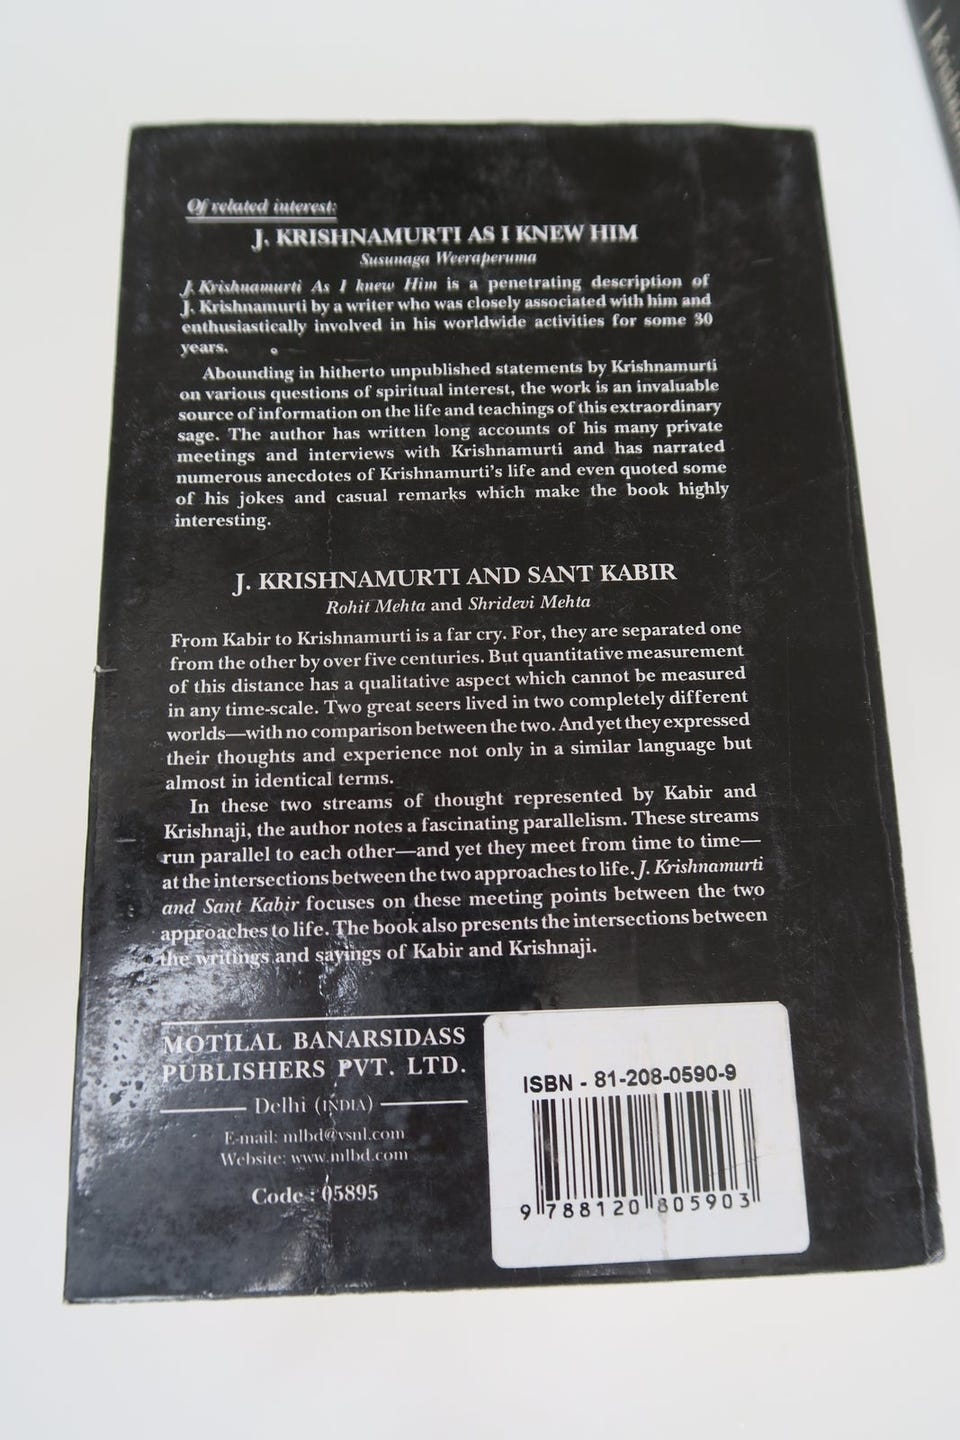 Of related interest:
J. KRISHNAMURTI AS I KNEW HIM
Susunaga Weeraperuma
J. Krishnamurti As I knew Him is a penetrating description of
J. Krishnamurti by a writer who was closely associated with him and
enthusiastically involved in his worldwide activities for some 30
years.
Abounding in hitherto unpublished statements by Krishnamurti
on various questions of spiritual interest, the work is an invaluable
source of information on the life and teachings of this extraordinary
sage. The author has written long accounts of his many private
meetings and interviews with Krishnamurti and has narrated
numerous anecdotes of Krishnamurti's life and even quoted some
of his jokes and casual remarks which make the book highly
interesting.
J. KRISHNAMURTI AND SANT KABIR
Rohit Mehta and Shridevi Mehta
From Kabir to Krishnamurti is a far cry. For, they are separated one
from the other by over five centuries. But quantitative measurement
of this distance has a qualitative aspect which cannot be measured
in any time-scale. Two great seers lived in two completely different
worlds—with no comparison between the two. And yet they expressed
their thoughts and experience not only in a similar language but
almost in identical terms.
In these two streams of thought represented by Kabir and
Krishnaji, the author notes a fascinating parallelism. These streams
run parallel to each other—and yet they meet from time to time—
at the intersections between the two approaches to life. J. Krishnamurti
and Sant Kabir focuses on these meeting points between the two
approaches to life. The book also presents the intersections between
the writings and sayings of Kabir and Krishnaji.
MOTILAL BANARSIDASS
PUBLISHERS PVT. LTD.
Delhi (INDIA)
E-mail: mlbd@vsnl.com
Website: www.mlbd.com
Code : 05895
ISBN - 81-208-0590-9
9 788120 805903